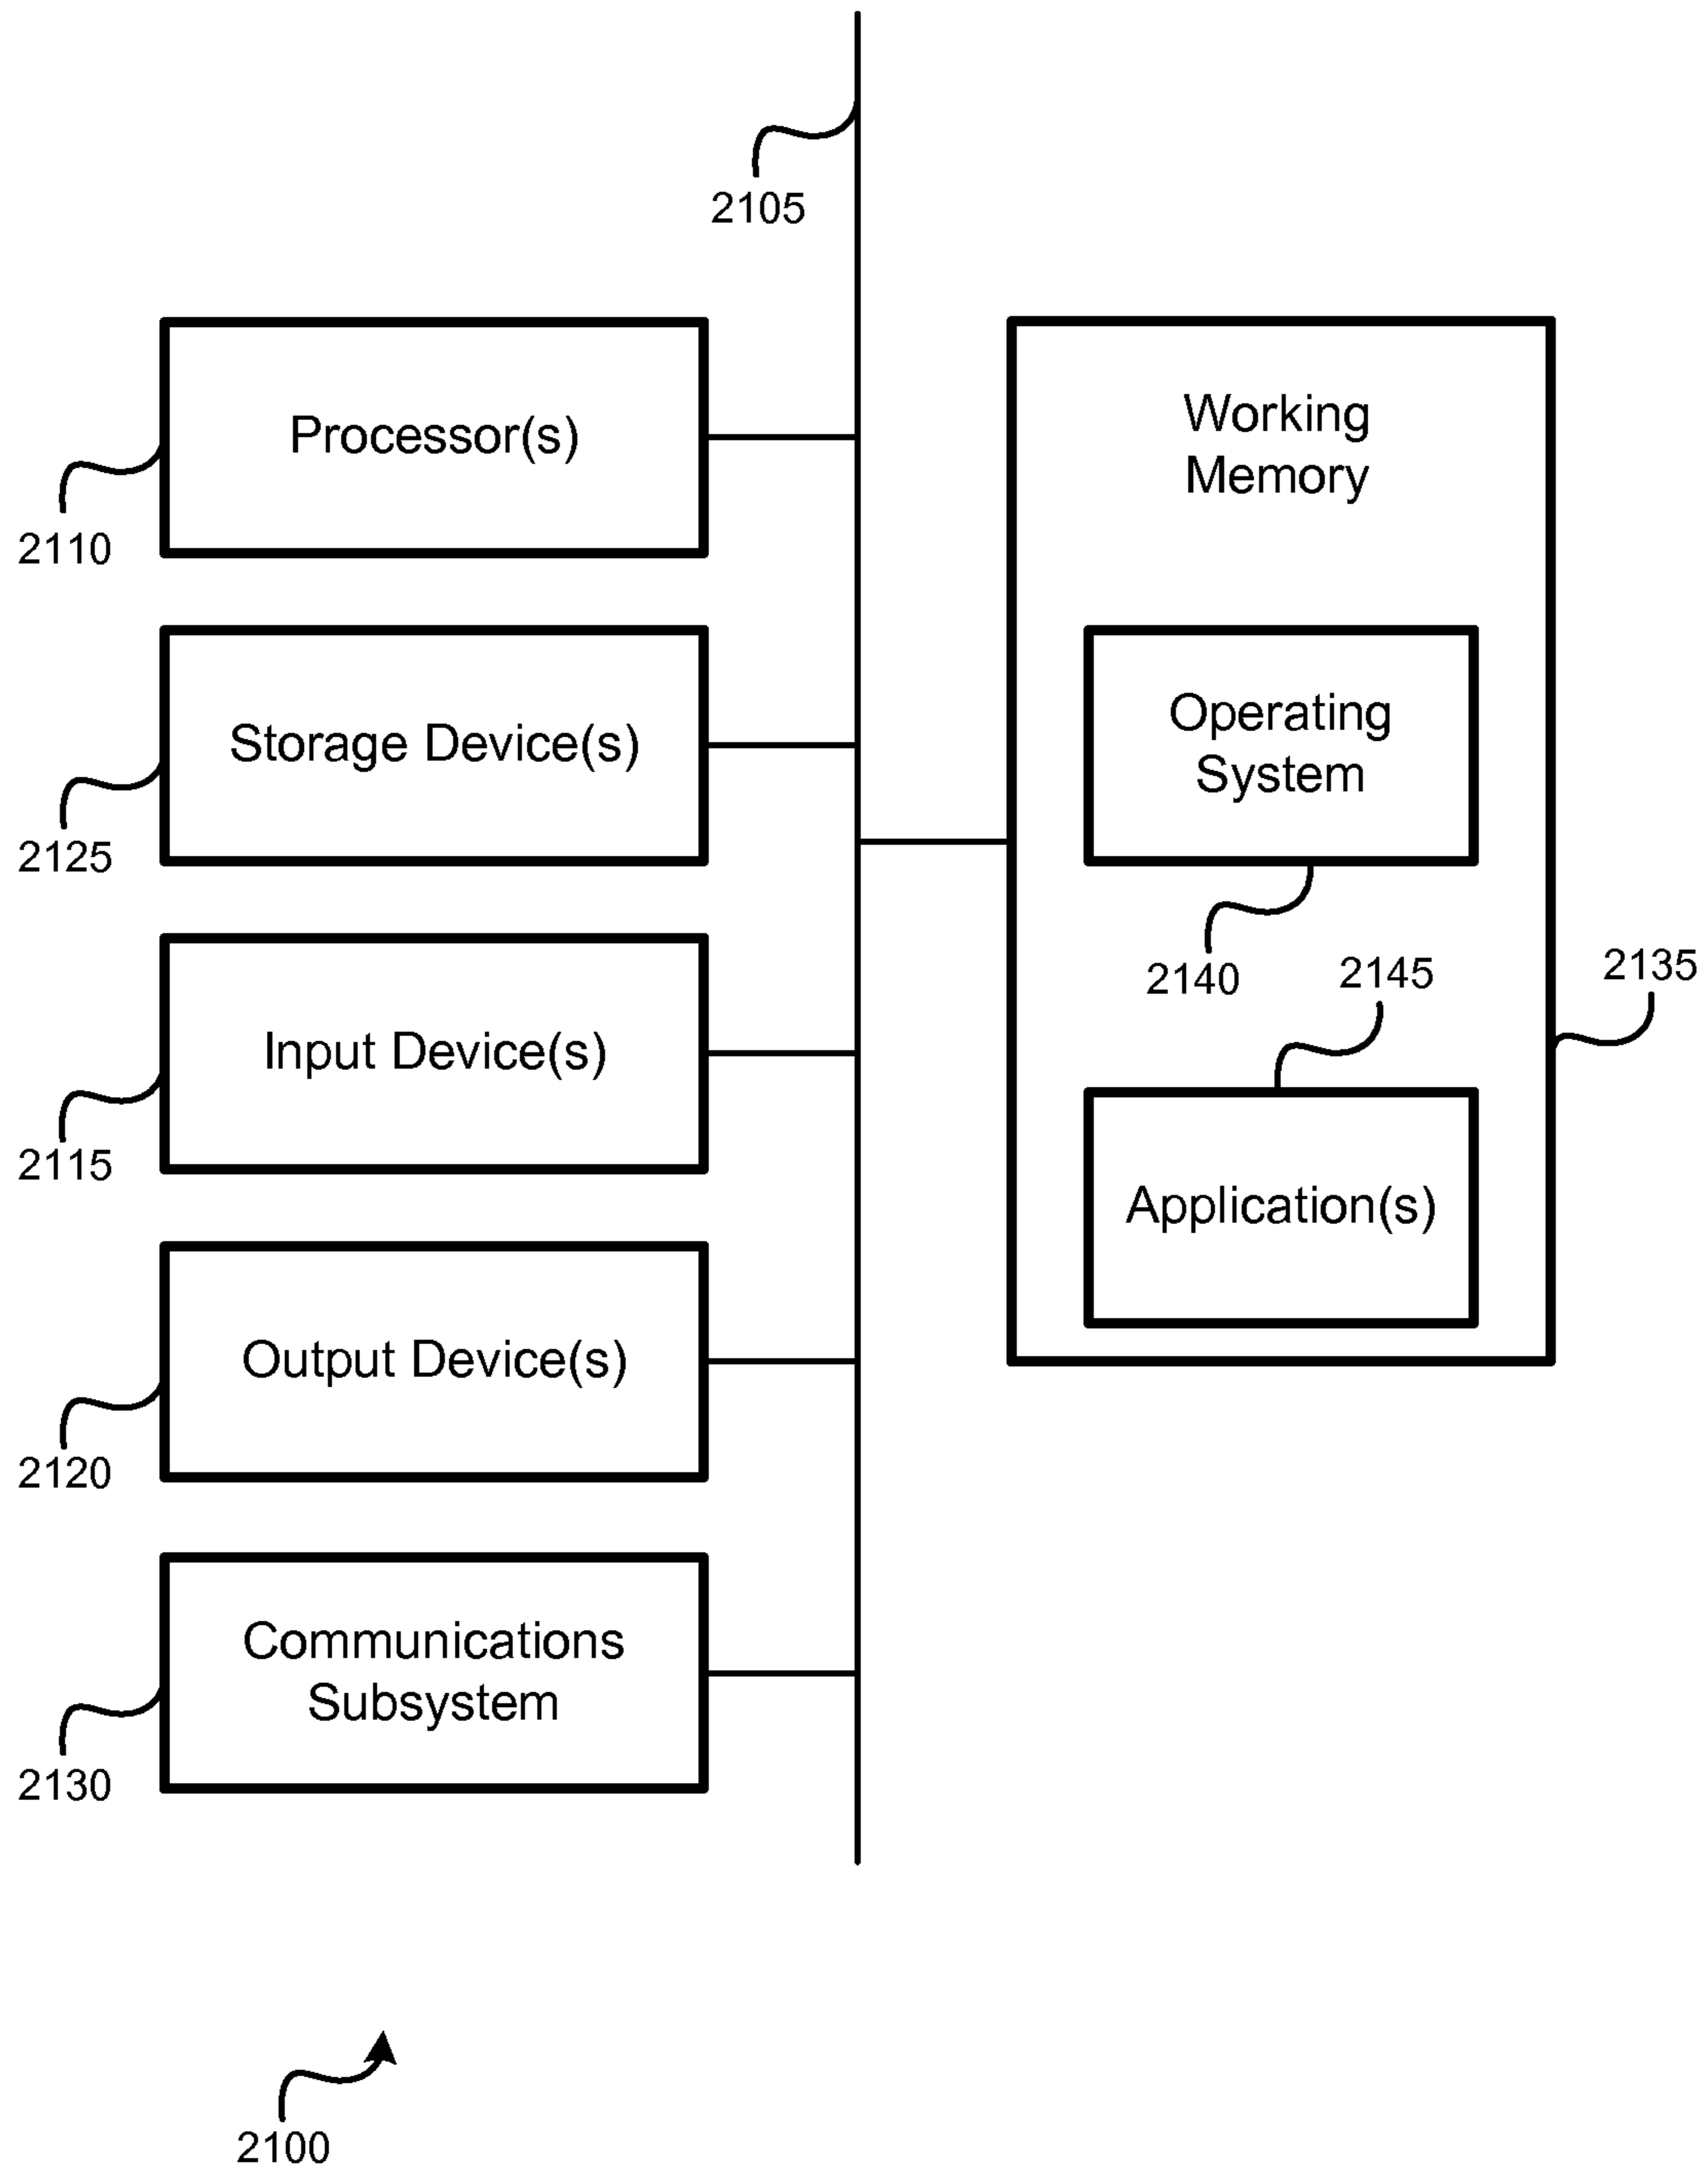 2105
Processor(s)
2110
Storage Device(s)
2125
Input Device(s)
2115
Output Device(s)
2120
Communications
Subsystem
2130
Working
Memory
Operating
System
2140
2145
2135
Application(s)
2100